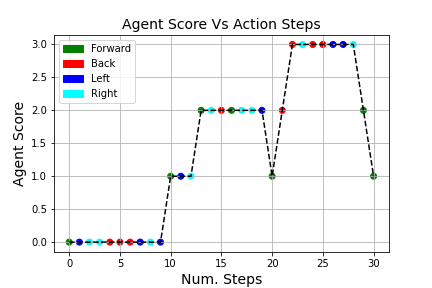 Agent Score Vs Action Steps
3.0
2.5
2.0
1.5
1.0
0.5
0.0
Agent Score
Forward
Back
Left
Right
0 5 10 15 20 25 30
Num. Steps